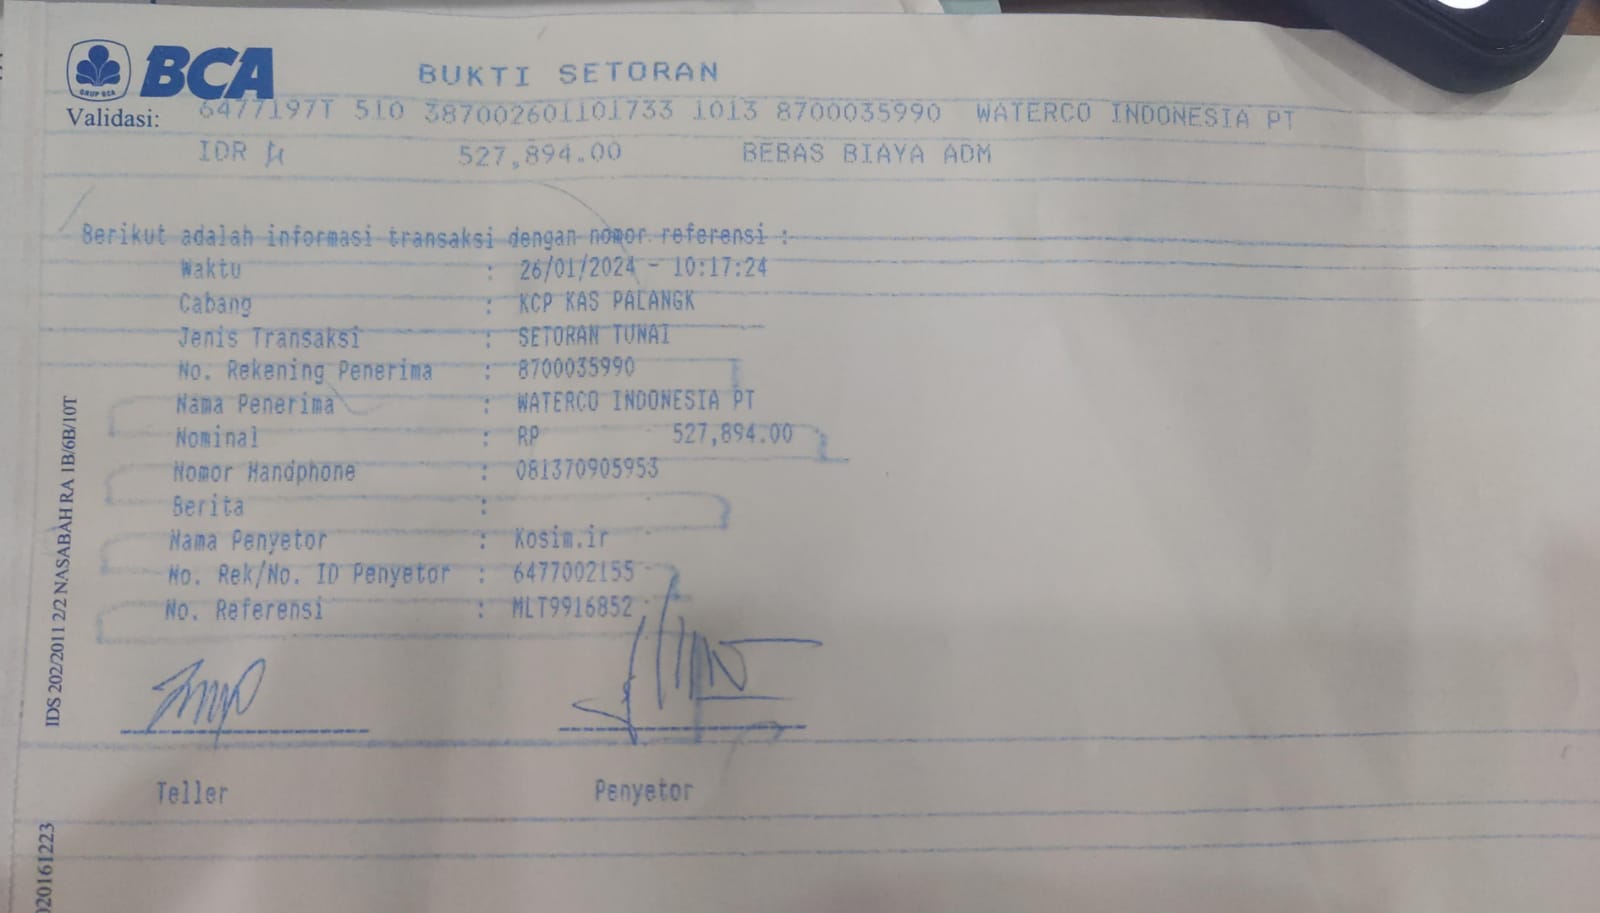 BCA
GRUP BCA
BUKTI SETORAN
Validasi: 6477197T 510 387002601101733 1013 8700035990 WATERCO INDONESIA PT
IDR 527,894.00 BEBAS BIAYA ADM
Berikut adalah informasi transaksi dengan nomor referensi :
Waktu : 26/01/2024 - 10:17:24
Cabang : KCP KAS PALANGK
Jenis Transaksi : SETORAN TUNAI
No. Rekening Penerima : 8700035990
Nama Penerima : WATERCO INDONESIA PT
Nominal : RP 527,894.00
Nomor Handphone : 081370905953
Berita :
Nama Penyetor : Kosim.ir
No. Rek/No. ID Penyetor : 6477002155
No. Referensi : MLT9916852
Teller Penyetor
IDS 202/2011 2/2 NASABAH RA 1B/6B/10T
020161223